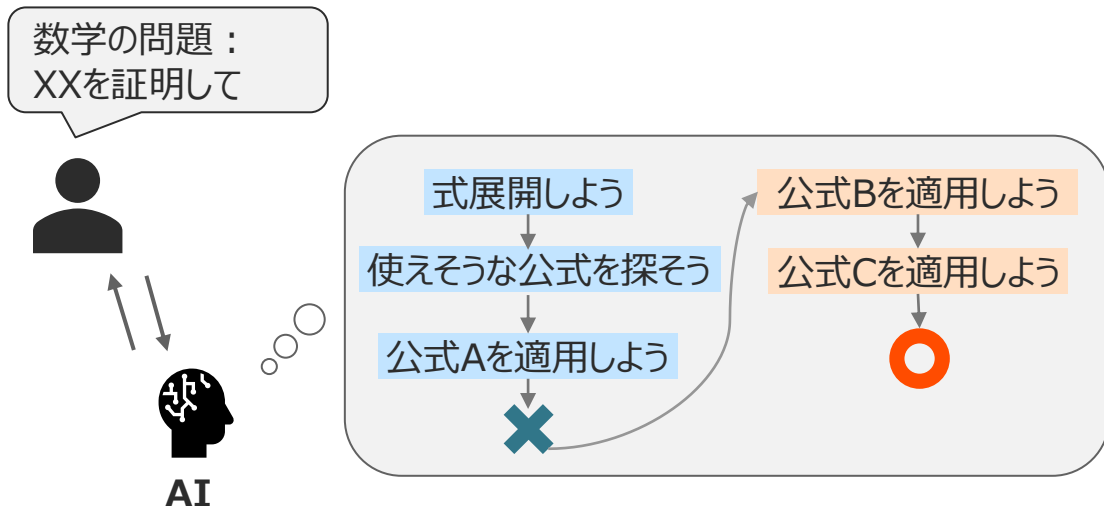 数学の問題：
XXを証明して
式展開しよう
使えそうな公式を探そう
公式Aを適用しよう
公式Bを適用しよう
公式Cを適用しよう
AI